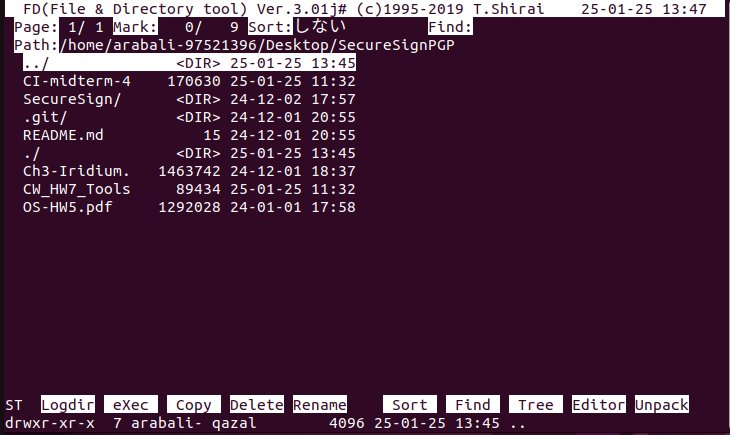 FD(File & Directory tool) Ver.3.01j# (c)1995-2019 T.Shirai 25-01-25 13:47
Page: 1/ 1 Mark: 0/ 9 Sort:しない Find:
Path:/home/arabali-97521396/Desktop/SecureSignPGP
../ <DIR> 25-01-25 13:45
CI-midterm-4 170630 25-01-25 11:32
SecureSign/ <DIR> 24-12-02 17:57
.git/ <DIR> 24-12-01 20:55
README.md 15 24-12-01 20:55
./ <DIR> 25-01-25 13:45
Ch3-Iridium. 1463742 24-12-01 18:37
CW_HW7_Tools 89434 25-01-25 11:32
OS-HW5.pdf 1292028 24-01-01 17:58
ST Logdir eXec Copy Delete Rename Sort Find Tree Editor Unpack
drwxr-xr-x 7 arabali- qazal 4096 25-01-25 13:45 ..